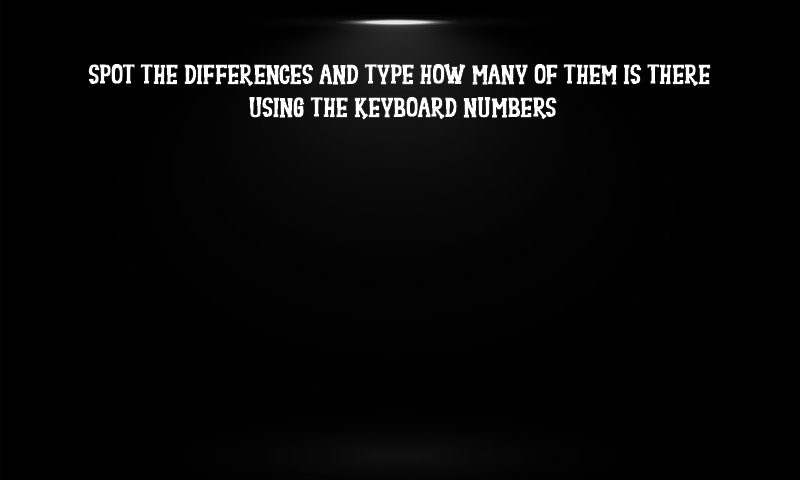 SPOT THE DIFFERENCES AND TYPE HOW MANY OF THEM IS THERE
USING THE KEYBOARD NUMBERS